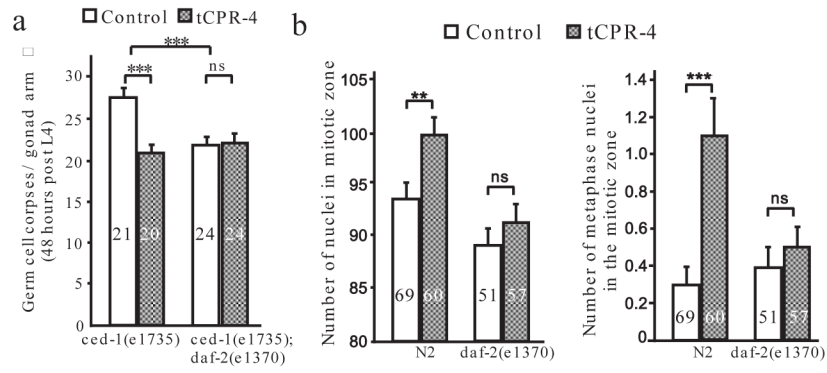 a
Control
tCPR-4
Germ cell corpses/ gonad arm
(48 hours post L4)
30
25
20
15
10
5
0
***
***
ns
21
20
24
24
ced-1(e1735)
ced-1(e1735);
daf-2(e1370)
b
Control
tCPR-4
Number of nuclei in mitotic zone
105
100
95
90
85
80
**
ns
69
60
51
57
N2
daf-2(e1370)
Number of metaphase nuclei
in the mitotic zone
1.4
1.2
1.0
0.8
0.6
0.4
0.2
0
***
ns
69
60
51
57
N2
daf-2(e1370)